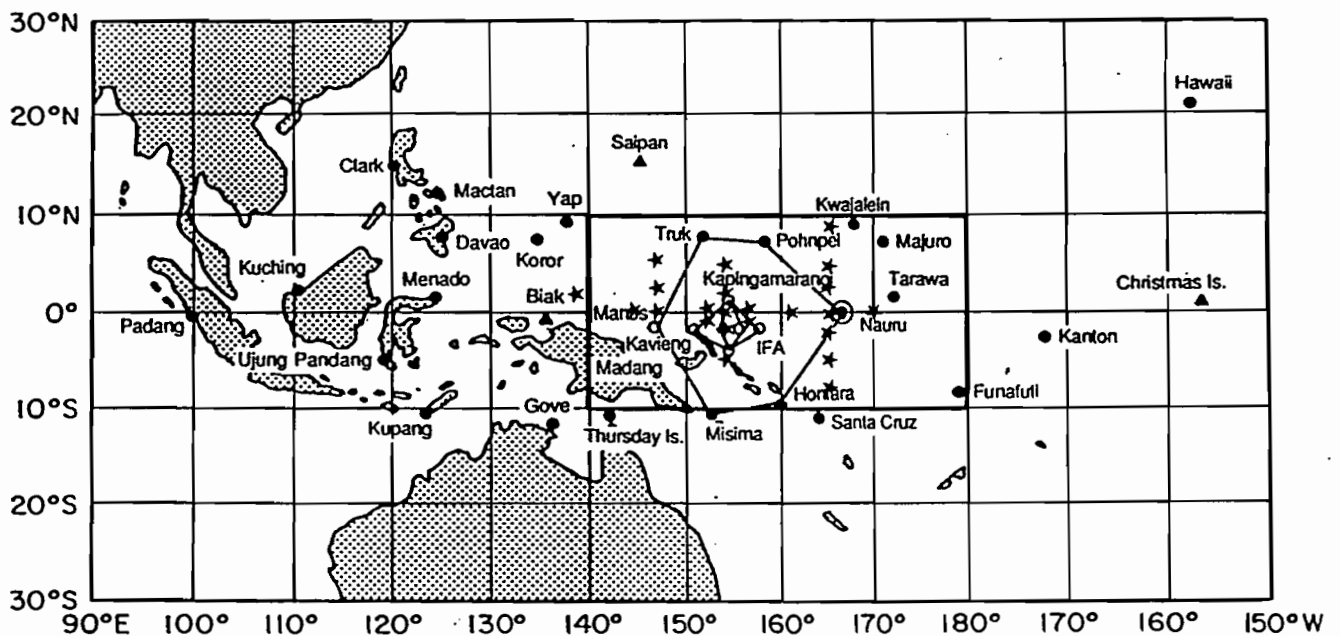 30°N
Hawaii
20°N
Saipan
Clark
Mactan
Yap
10°N
Kwajalein
Truk
Pohnpei
Majuro
Davao
Koror
Kuching
Menado
Kapingamarang
Tarawa
Christmas Is.
Biak
0°
Manus
Nauru
Padang
Kavieng
IFA
Kanton
Ujung Pandang
Madang
Honiara
Funafuti
10°S
Gove
Kupang
Thursday Is.
Misima
Santa Cruz
20°S
30°S
90°E 100° 110° 120° 130° 140° 150° 160° 170° 180° 170° 160° 150°W